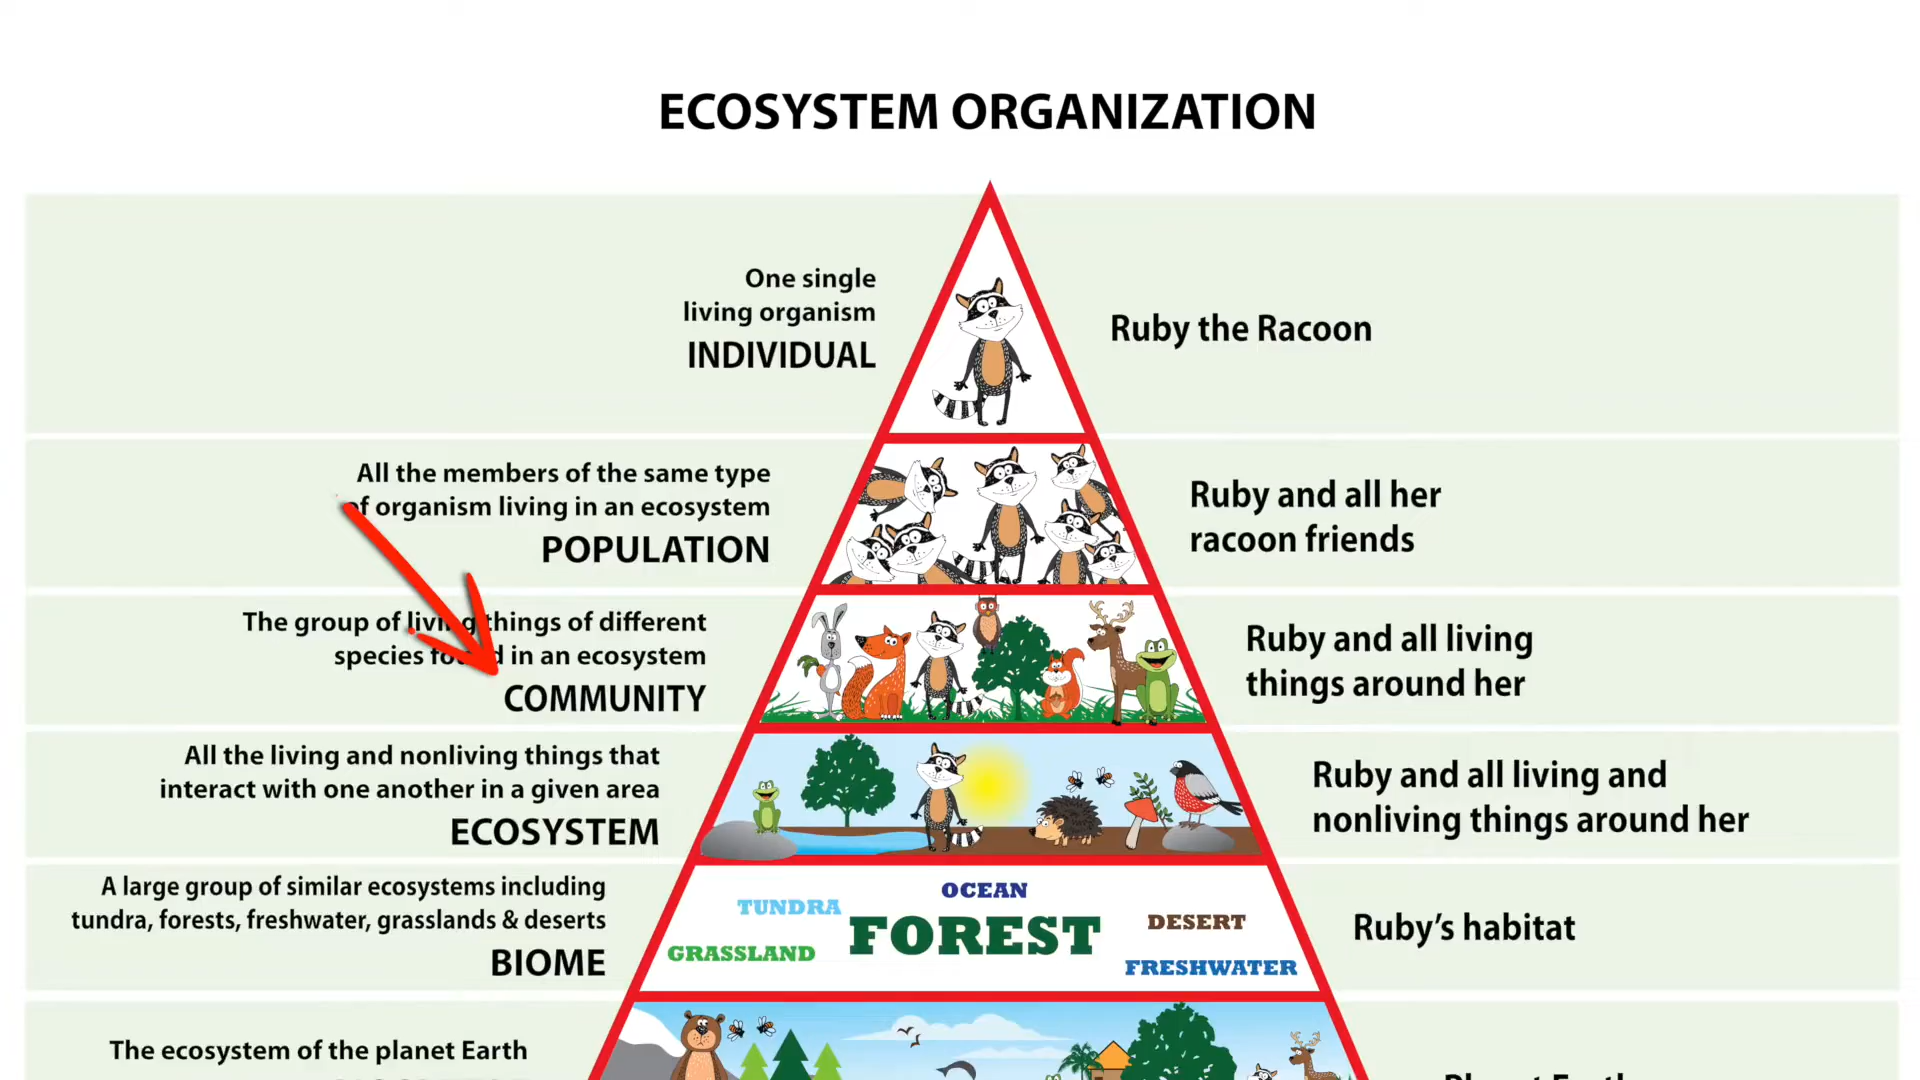 ECOSYSTEM ORGANIZATION
One single
living organism
INDIVIDUAL
Ruby the Racoon
All the members of the same type
of organism living in an ecosystem
POPULATION
Ruby and all her
racoon friends
The group of living things of different
species found in an ecosystem
COMMUNITY
Ruby and all living
things around her
All the living and nonliving things that
interact with one another in a given area
ECOSYSTEM
Ruby and all living and
nonliving things around her
A large group of similar ecosystems including
tundra, forests, freshwater, grasslands & deserts
BIOME
OCEAN
TUNDRA
FOREST
DESERT
GRASSLAND
FRESHWATER
Ruby’s habitat
The ecosystem of the planet Earth
Planet Earth